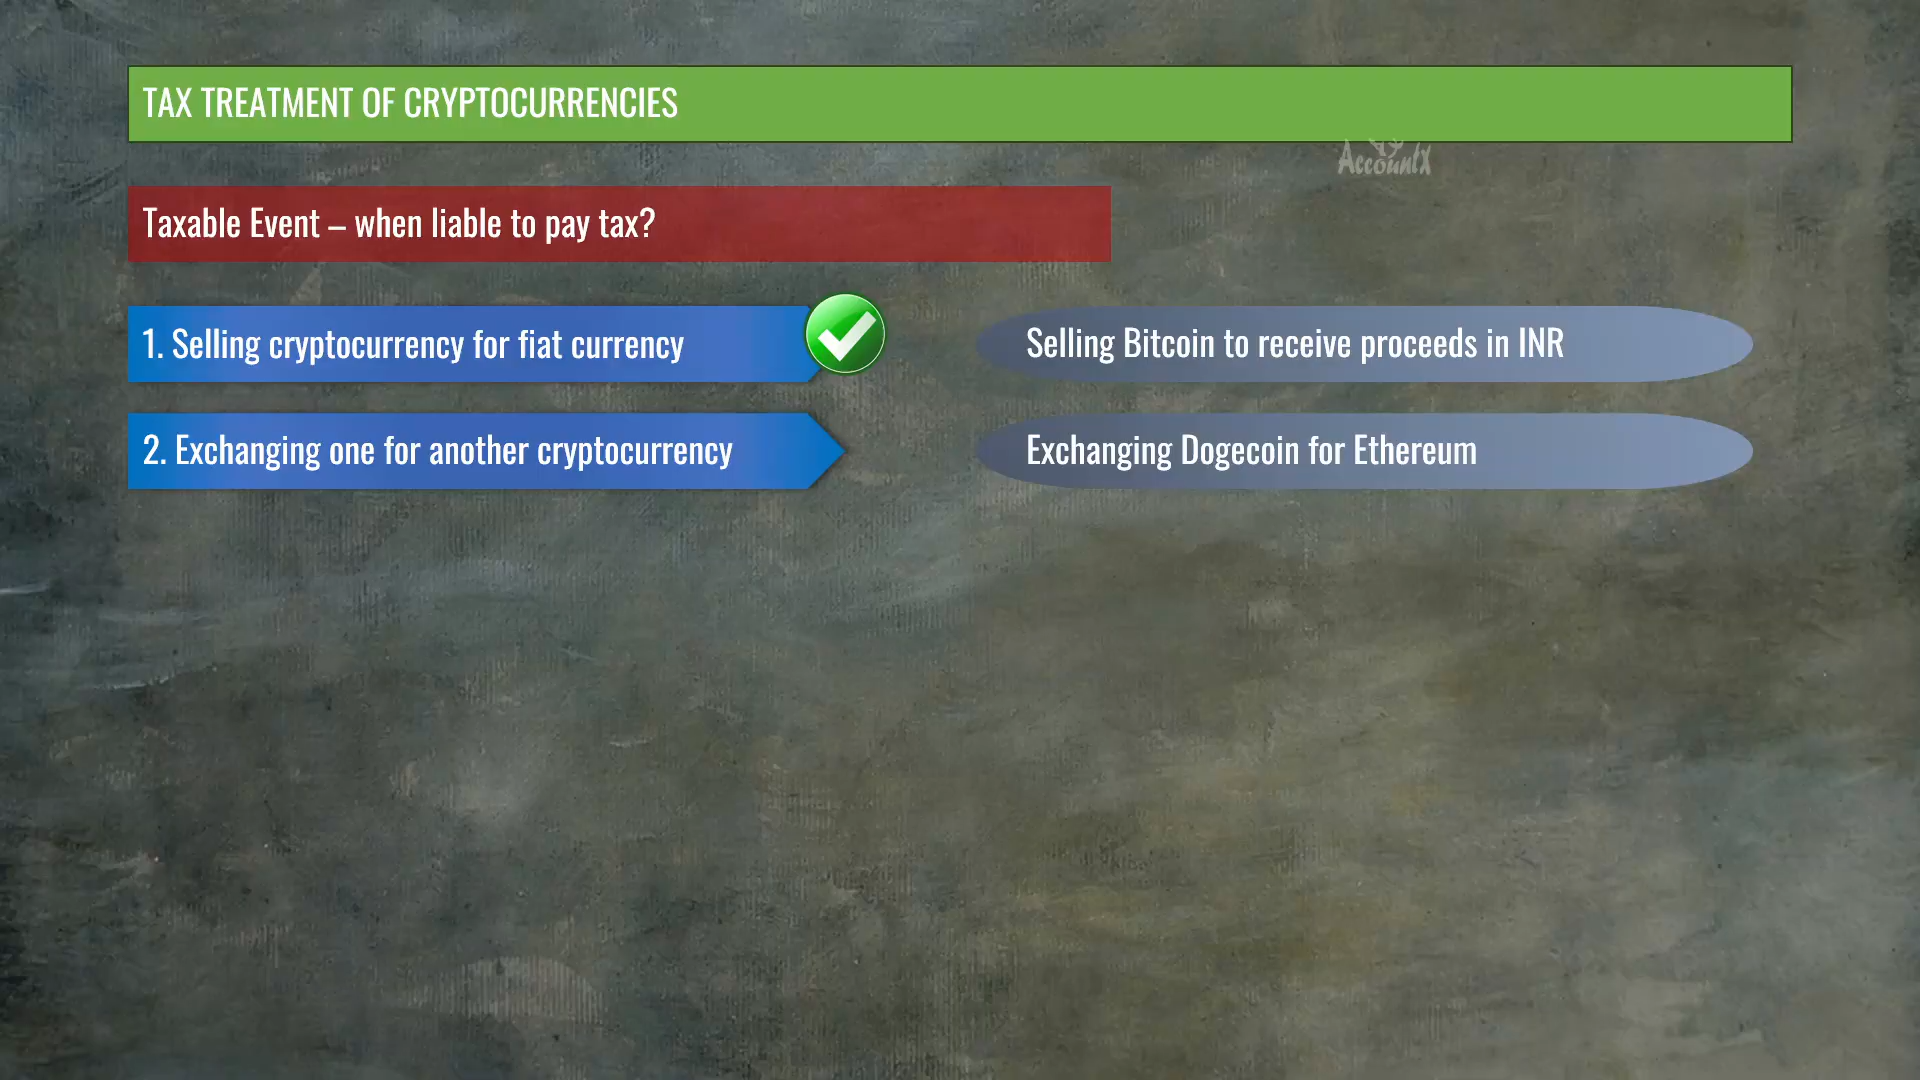 TAX TREATMENT OF CRYPTOCURRENCIES
AccountX
Taxable Event – when liable to pay tax?
1. Selling cryptocurrency for fiat currency
Selling Bitcoin to receive proceeds in INR
2. Exchanging one for another cryptocurrency
Exchanging Dogecoin for Ethereum